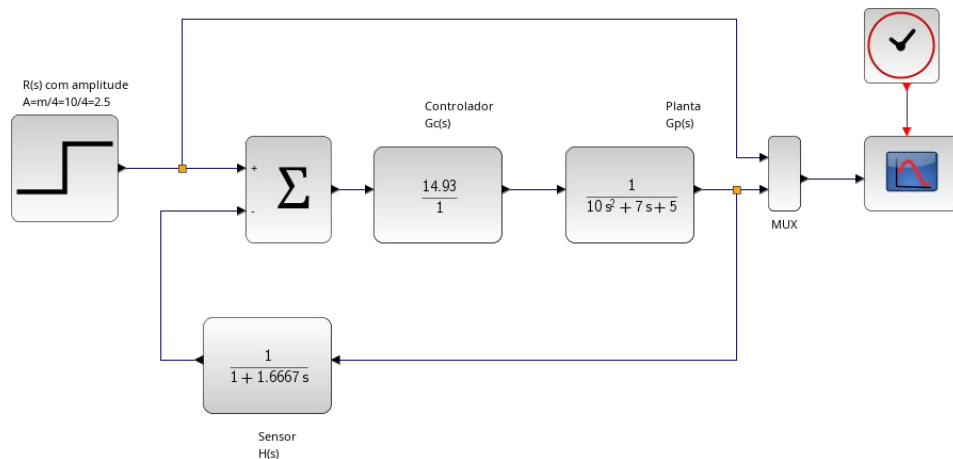 R(s) com amplitude
A=m/4=10/4=2.5
Controlador
Gc(s)
Planta
Gp(s)
+
-
Σ
14.93
1
1
10 s² + 7 s + 5
MUX
1
1 + 1.6667 s
Sensor
H(s)